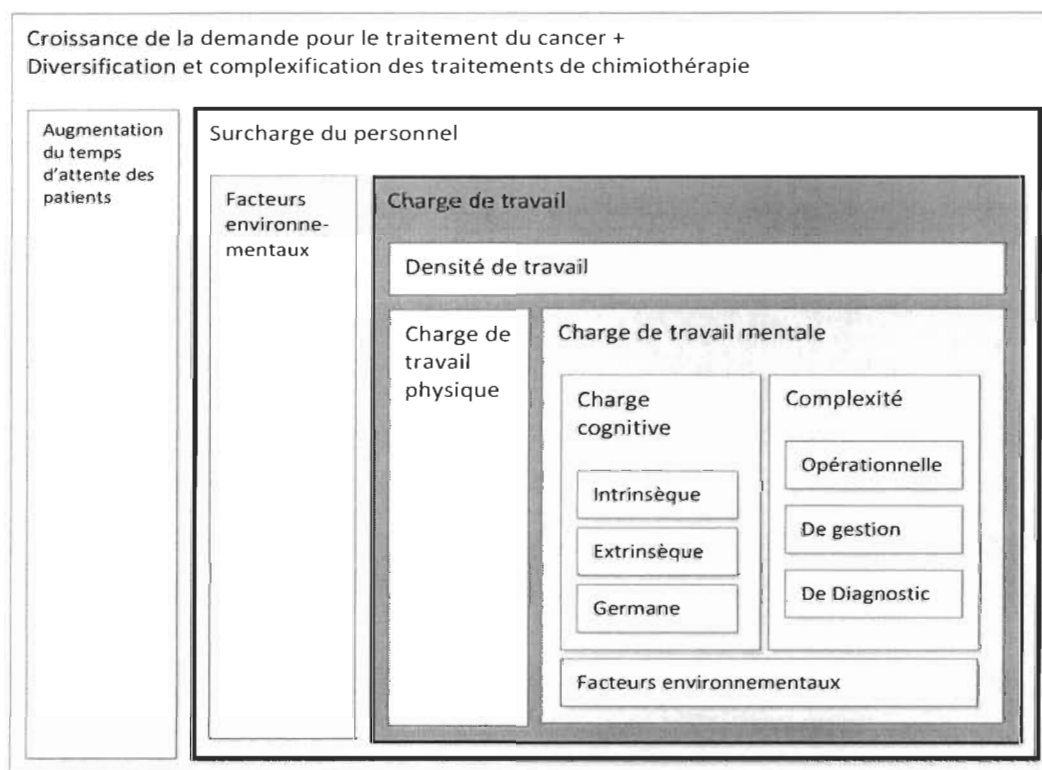 Croissance de la demande pour le traitement du cancer +
Diversification et complexification des traitements de chimiothérapie
Augmentation
du temps
d'attente des
patients
Surcharge du personnel
Facteurs
environne-
mentaux
Charge de travail
Densité de travail
Charge de
travail
physique
Charge de travail mentale
Charge
cognitive
Intrinsèque
Extrinsèque
Germane
Complexité
Opérationnelle
De gestion
De Diagnostic
Facteurs environnementaux